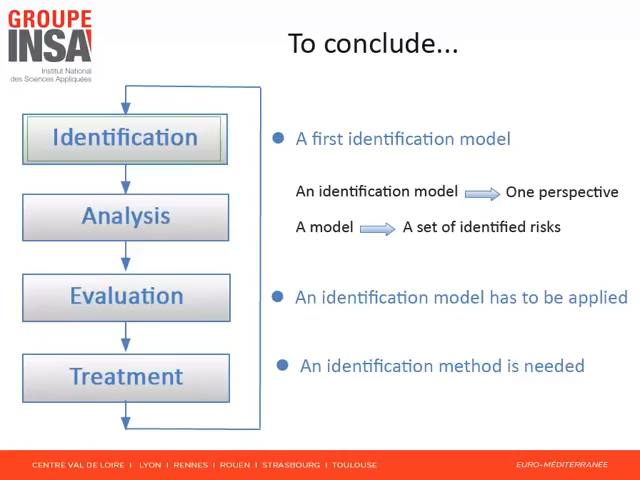 GROUPE
INSA
Institut National
des Sciences Appliquées
To conclude...
Identification
Analysis
Evaluation
Treatment
A first identification model
An identification model One perspective
A model A set of identified risks
An identification model has to be applied
An identification method is needed
CENTRE VAL DE LOIRE I LYON I RENNES I ROUEN I STRASBOURG I TOULOUSE
EURO-MÉDITERRANÉE